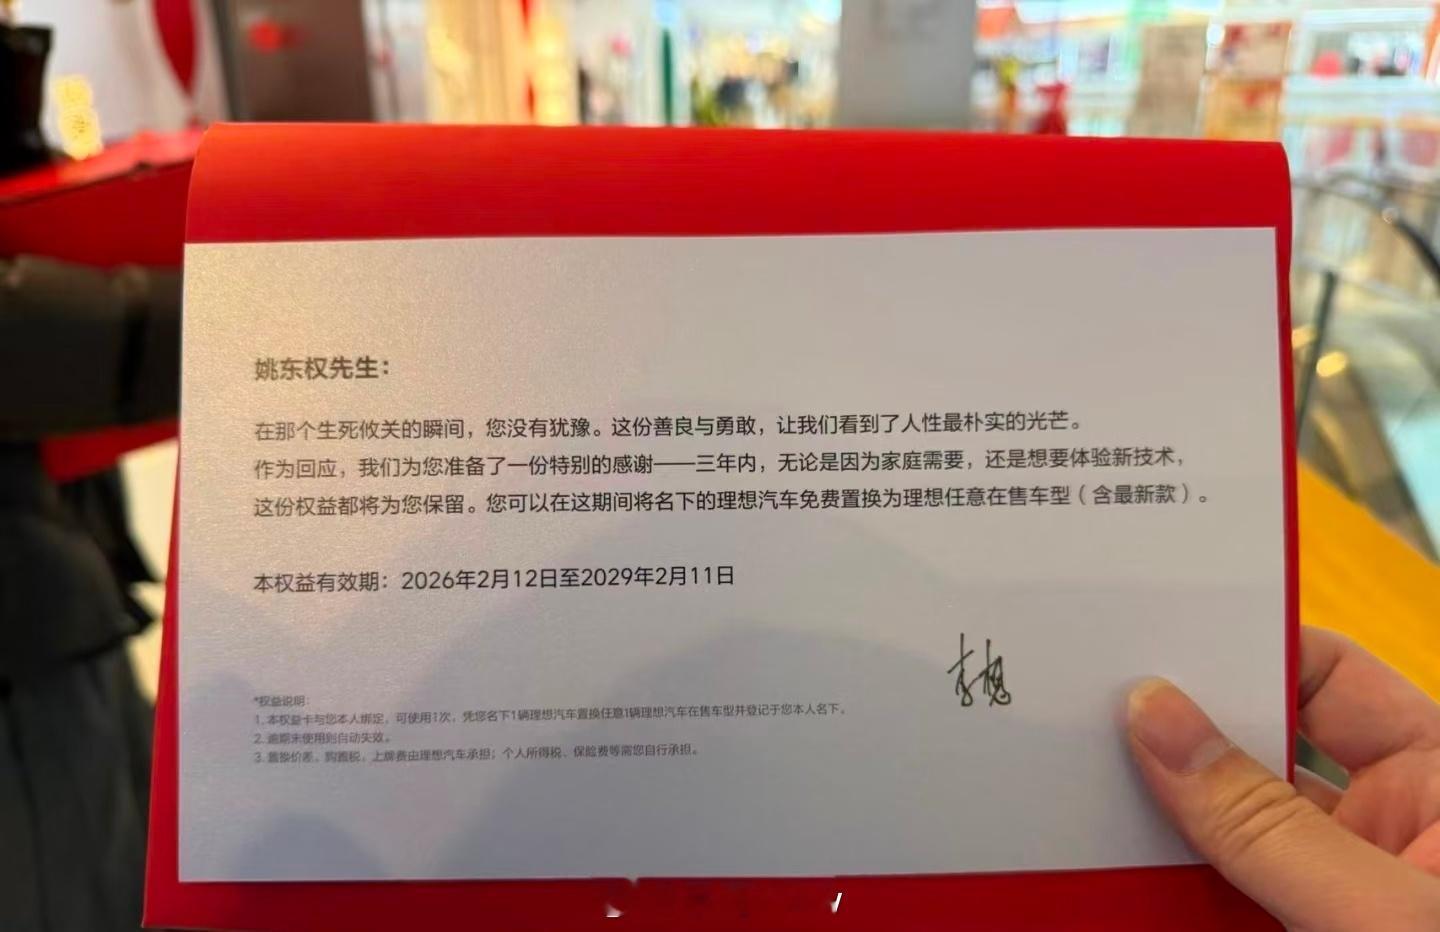 姚东权先生：
在那个生死攸关的瞬间，您没有犹豫。这份善良与勇敢，让我们看到了人性最朴实的光芒。
作为回应，我们为您准备了一份特别的感谢——三年内，无论是因为家庭需要，还是想要体验新技术，
这份权益都将为您保留。您可以在这期间将名下的理想汽车免费置换为理想任意在售车型（含最新款）。
本权益有效期：2026年2月12日至2029年2月11日
李想
*权益说明：
1. 本权益卡与您本人绑定，可使用1次，凭您名下1辆理想汽车置换任意1辆理想汽车在售车型并登记于您本人名下。
2. 逾期未使用则自动失效。
3. 置换价差、购置税、上牌费由理想汽车承担；个人所得税、保险费等需您自行承担。